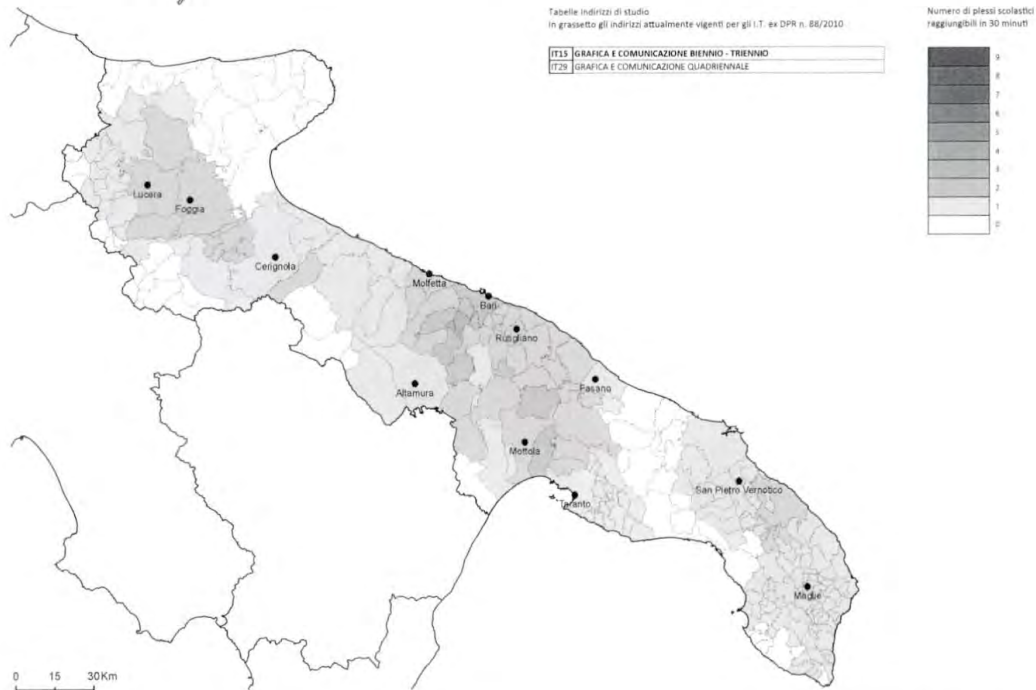 Tabelle indirizzi di studio
in grassetto gli indirizzi attualmente vigenti per gli I.T. ex DPR n. 88/2010
IT15 GRAFICA E COMUNICAZIONE BIENNIO - TRIENNIO
IT29 GRAFICA E COMUNICAZIONE QUADRIENNALE
Numero di plessi scolastici
raggiungibili in 30 minuti
9
8
7
6
5
4
3
2
1
0
Lucera
Foggia
Cerignola
Molfetta
Bari
Rutigliano
Altamura
Fasano
Mottola
Taranto
San Pietro Vernotico
Maglie
0 15 30 Km